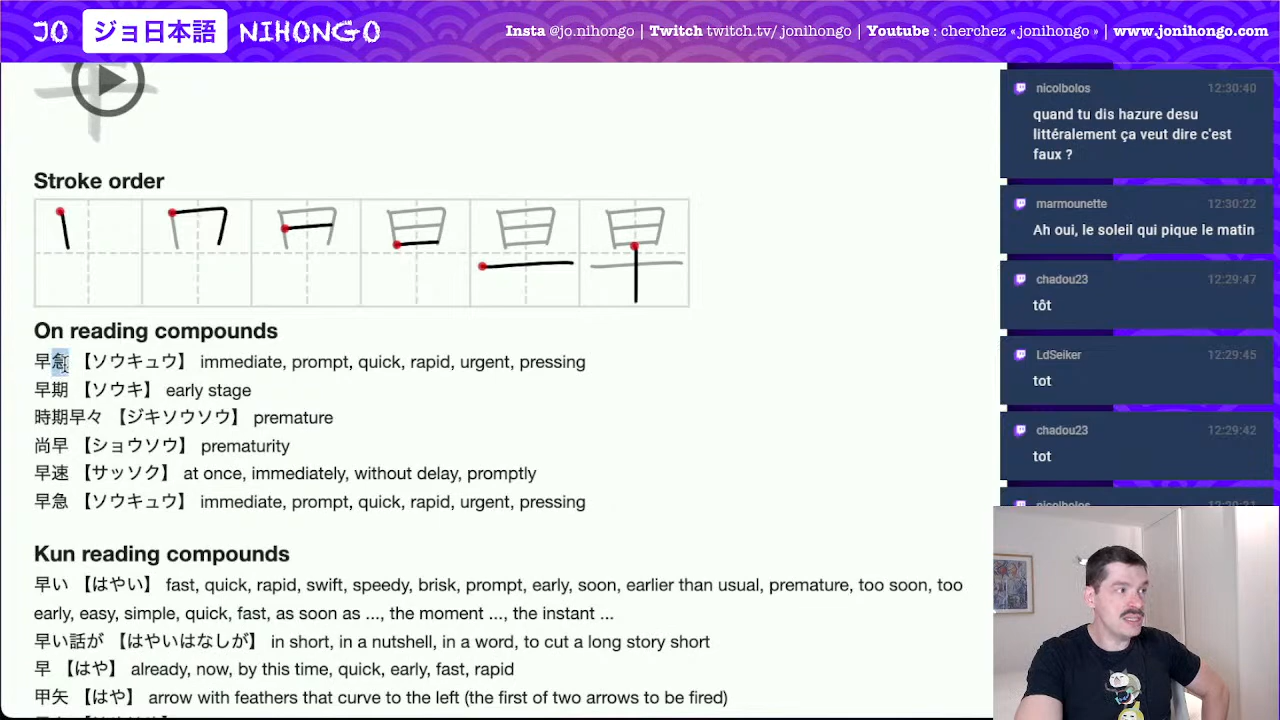 JO ジョ日本語 NIHONGO
Insta @jo.nihongo | Twitch twitch.tv/jonihongo | Youtube : cherchez « jonihongo » | www.jonihongo.com
Stroke order
On reading compounds
早急 【ソウキュウ】 immediate, prompt, quick, rapid, urgent, pressing
早期 【ソウキ】 early stage
時期早々 【ジキソウソウ】 premature
尚早 【ショウソウ】 prematurity
早速 【サッソク】 at once, immediately, without delay, promptly
早急 【ソウキュウ】 immediate, prompt, quick, rapid, urgent, pressing
Kun reading compounds
早い 【はやい】 fast, quick, rapid, swift, speedy, brisk, prompt, early, soon, earlier than usual, premature, too soon, too
early, easy, simple, quick, fast, as soon as ..., the moment ..., the instant ...
早い話が 【はやいはなしが】 in short, in a nutshell, in a word, to cut a long story short
早 【はや】 already, now, by this time, quick, early, fast, rapid
甲矢 【はや】 arrow with feathers that curve to the left (the first of two arrows to be fired)
nicolbolos 12:30:40
quand tu dis hazure desu
littéralement ça veut dire c'est
faux ?
marmounette 12:30:22
Ah oui, le soleil qui pique le matin
chadou23 12:29:47
tôt
LdSeiker 12:29:45
tot
chadou23 12:29:42
tot